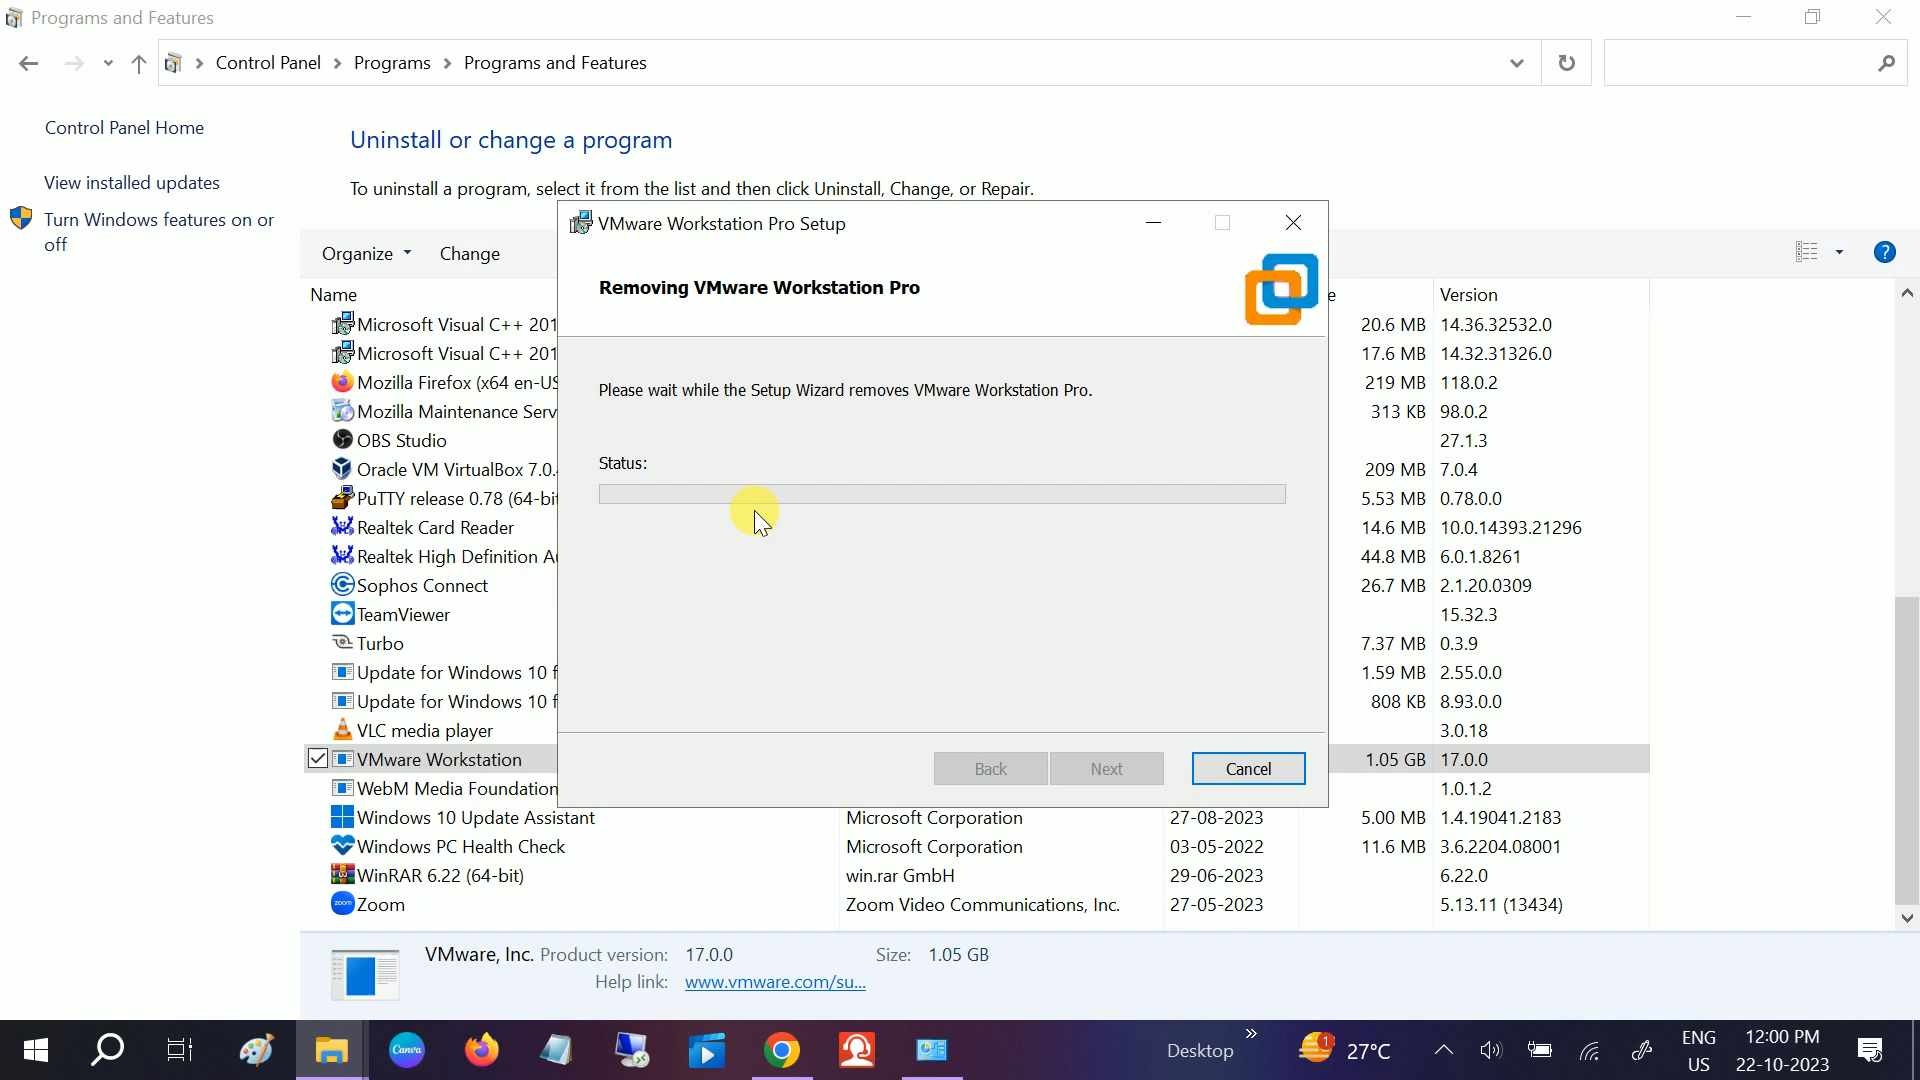 Programs and Features
Control Panel > Programs > Programs and Features
Control Panel Home
View installed updates
Turn Windows features on or
off
Uninstall or change a program
To uninstall a program, select it from the list and then click Uninstall, Change, or Repair.
Organize Change
Name e Version
VMware Workstation Pro Setup
Removing VMware Workstation Pro
Please wait while the Setup Wizard removes VMware Workstation Pro.
Status:
Back Next Cancel
Microsoft Visual C++ 201 20.6 MB 14.36.32532.0
Microsoft Visual C++ 201 17.6 MB 14.32.31326.0
Mozilla Firefox (x64 en-US 219 MB 118.0.2
Mozilla Maintenance Serv 313 KB 98.0.2
OBS Studio 27.1.3
Oracle VM VirtualBox 7.0. 209 MB 7.0.4
PuTTY release 0.78 (64-bit 5.53 MB 0.78.0.0
Realtek Card Reader 14.6 MB 10.0.14393.21296
Realtek High Definition Au 44.8 MB 6.0.1.8261
Sophos Connect 26.7 MB 2.1.20.0309
TeamViewer 15.32.3
Turbo 7.37 MB 0.3.9
Update for Windows 10 f 1.59 MB 2.55.0.0
Update for Windows 10 f 808 KB 8.93.0.0
VLC media player 3.0.18
VMware Workstation 1.05 GB 17.0.0
WebM Media Foundation 1.0.1.2
Windows 10 Update Assistant Microsoft Corporation 27-08-2023 5.00 MB 1.4.19041.2183
Windows PC Health Check Microsoft Corporation 03-05-2022 11.6 MB 3.6.2204.08001
WinRAR 6.22 (64-bit) win.rar GmbH 29-06-2023 6.22.0
zoom Zoom Zoom Video Communications, Inc. 27-05-2023 5.13.11 (13434)
VMware, Inc. Product version: 17.0.0 Size: 1.05 GB
Help link: www.vmware.com/su...
Canva Desktop » 1 27°C ENG 12:00 PM
US 22-10-2023